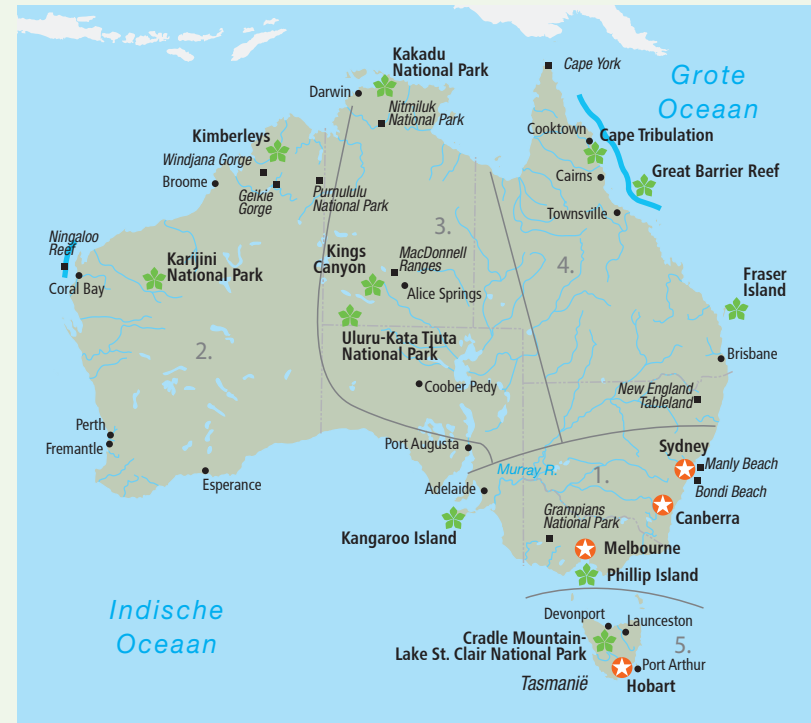 Kakadu
National Park
Cape York
Grote
Oceaan
Darwin
Nitmiluk
National Park
Kimberleys
Cooktown
Cape Tribulation
Windjana Gorge
Great Barrier Reef
Cairns
Broome
Geikie
Gorge
Purnululu
National Park
Townsville
3.
Ningaloo
Reef
Karijini
National Park
Kings
Canyon
MacDonnell
Ranges
4.
Fraser
Island
Coral Bay
Alice Springs
Uluru-Kata Tjuta
National Park
2.
Brisbane
Coober Pedy
New England
Tableland
Perth
Fremantle
Port Augusta
Sydney
Esperance
Murray R.
1.
Manly Beach
Adelaide
Bondi Beach
Grampians
National Park
Canberra
Kangaroo Island
Melbourne
Phillip Island
Indische
Oceaan
Devonport
Launceston
Cradle Mountain-
Lake St. Clair National Park
5.
Port Arthur
Tasmanië
Hobart